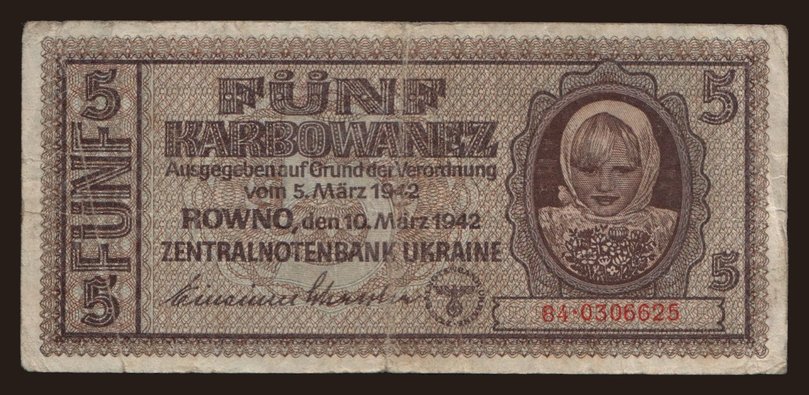 5 FÜNF 5
FÜNF
KARBOWANEZ
Ausgegeben auf Grund der Verordnung
vom 5. März 1942
ROWNO, den 10. März 1942
ZENTRALNOTENBANK UKRAINE
5
5
84·0306625